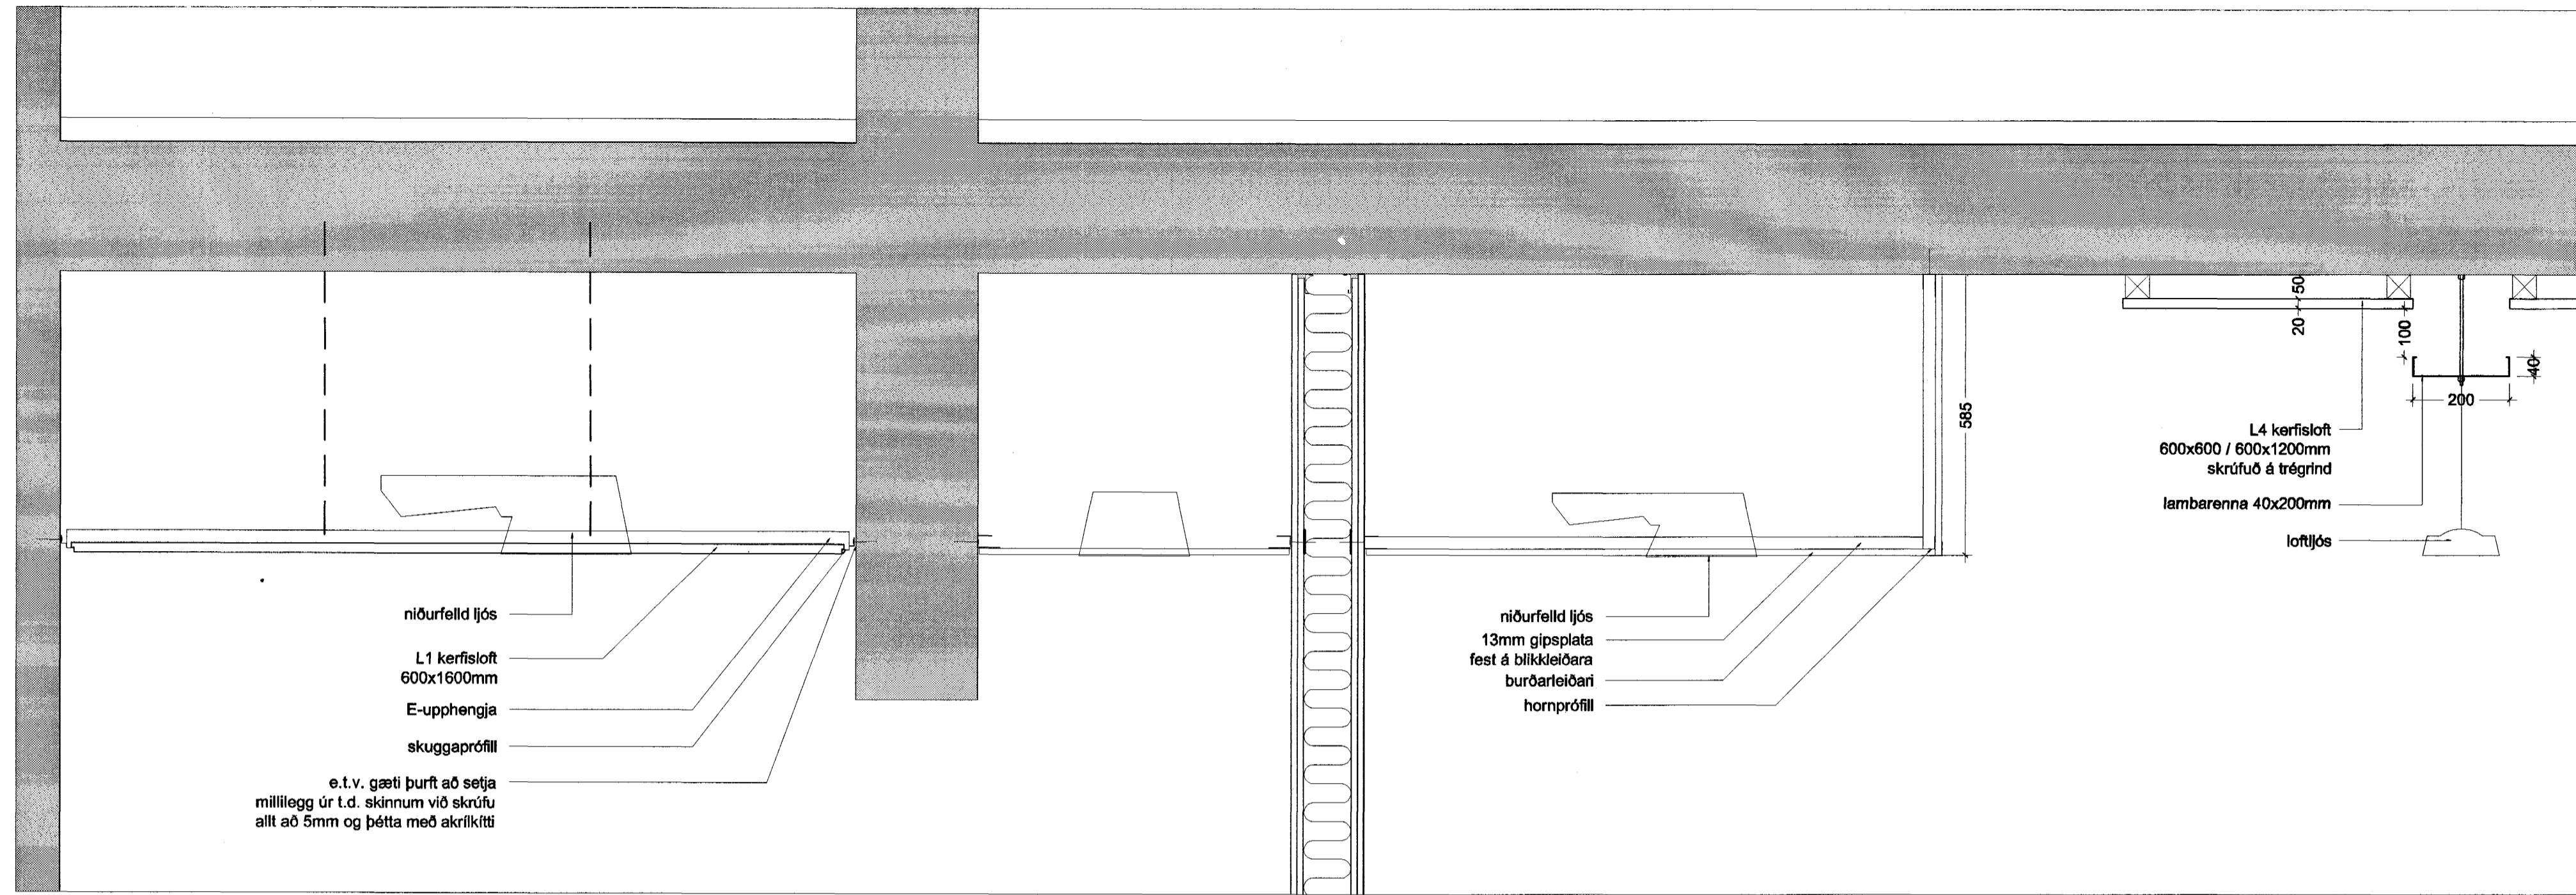 niðurfelld ljós
L1 kerfisloft
600x1600mm
E-upphengja
skuggaprófill
e.t.v. gæti þurft að setja
millilegg úr t.d. skinnum við skrúfu
allt að 5mm og þétta með akrílkítti
niðurfelld ljós
13mm gipsplata
fest á blikkleiðara
burðarleiðari
hornprófill
585
50
20
100
40
200
L4 kerfisloft
600x600 / 600x1200mm
skrúfuð á trégrind
lambarenna 40x200mm
loftljós